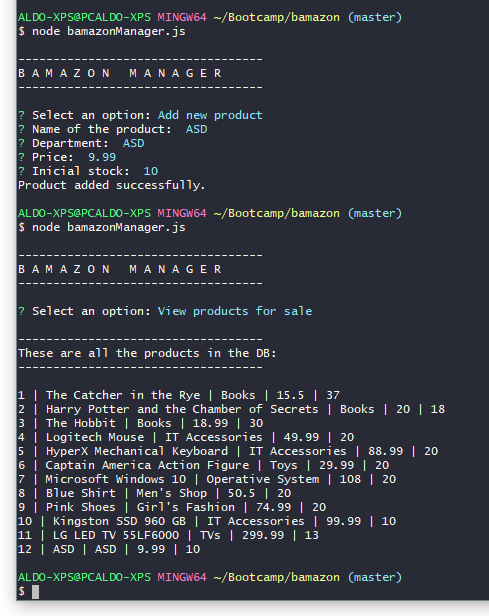 ALDO-XPS@PCALDO-XPS MINGW64 ~/Bootcamp/bamazon (master)
$ node bamazonManager.js
-----------------------------------
B A M A Z O N   M A N A G E R
-----------------------------------
? Select an option: Add new product
? Name of the product:  ASD
? Department:  ASD
? Price:  9.99
? Inicial stock:  10
Product added successfully.
ALDO-XPS@PCALDO-XPS MINGW64 ~/Bootcamp/bamazon (master)
$ node bamazonManager.js
-----------------------------------
B A M A Z O N   M A N A G E R
-----------------------------------
? Select an option: View products for sale
-----------------------------------
These are all the products in the DB:
-----------------------------------
1 | The Catcher in the Rye | Books | 15.5 | 37
2 | Harry Potter and the Chamber of Secrets | Books | 20 | 18
3 | The Hobbit | Books | 18.99 | 30
4 | Logitech Mouse | IT Accessories | 49.99 | 20
5 | HyperX Mechanical Keyboard | IT Accessories | 88.99 | 20
6 | Captain America Action Figure | Toys | 29.99 | 20
7 | Microsoft Windows 10 | Operative System | 108 | 20
8 | Blue Shirt | Men's Shop | 50.5 | 20
9 | Pink Shoes | Girl's Fashion | 74.99 | 20
10 | Kingston SSD 960 GB | IT Accessories | 99.99 | 10
11 | LG LED TV 55LF6000 | TVs | 299.99 | 13
12 | ASD | ASD | 9.99 | 10
ALDO-XPS@PCALDO-XPS MINGW64 ~/Bootcamp/bamazon (master)
$